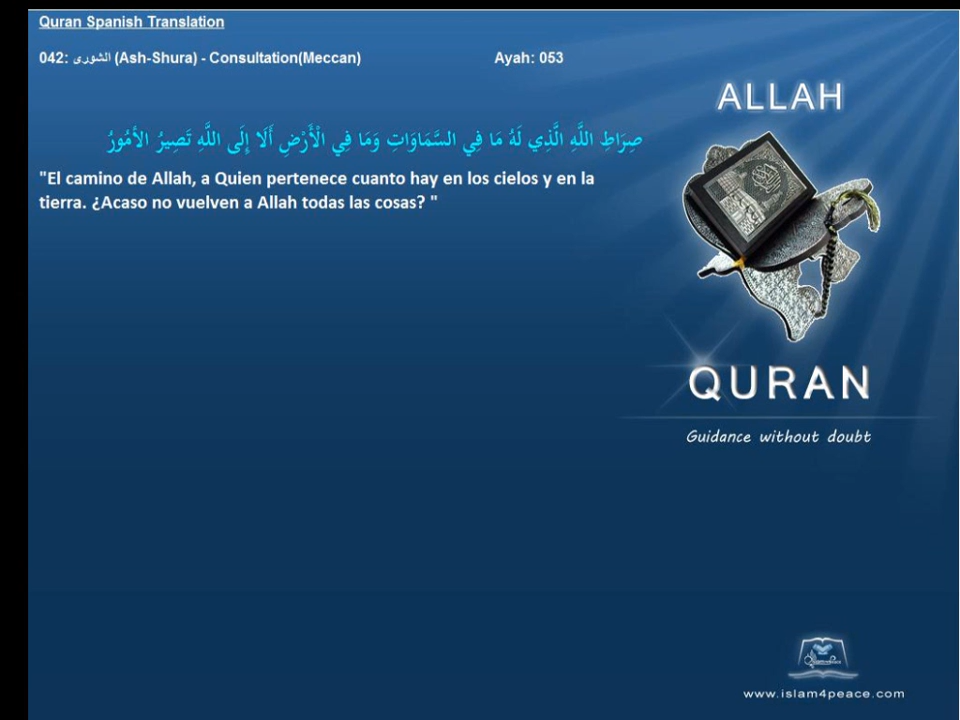 Quran Spanish Translation
042: الشورى (Ash-Shura) - Consultation(Meccan) Ayah: 053
ALLAH
صِرَاطِ اللَّهِ الَّذِي لَهُ مَا فِي السَّمَاوَاتِ وَمَا فِي الْأَرْضِ أَلَا إِلَى اللَّهِ تَصِيرُ الأمُورُ
"El camino de Allah, a Quien pertenece cuanto hay en los cielos y en la
tierra. ¿Acaso no vuelven a Allah todas las cosas? "
QURAN
Guidance without doubt
www.islam4peace.com